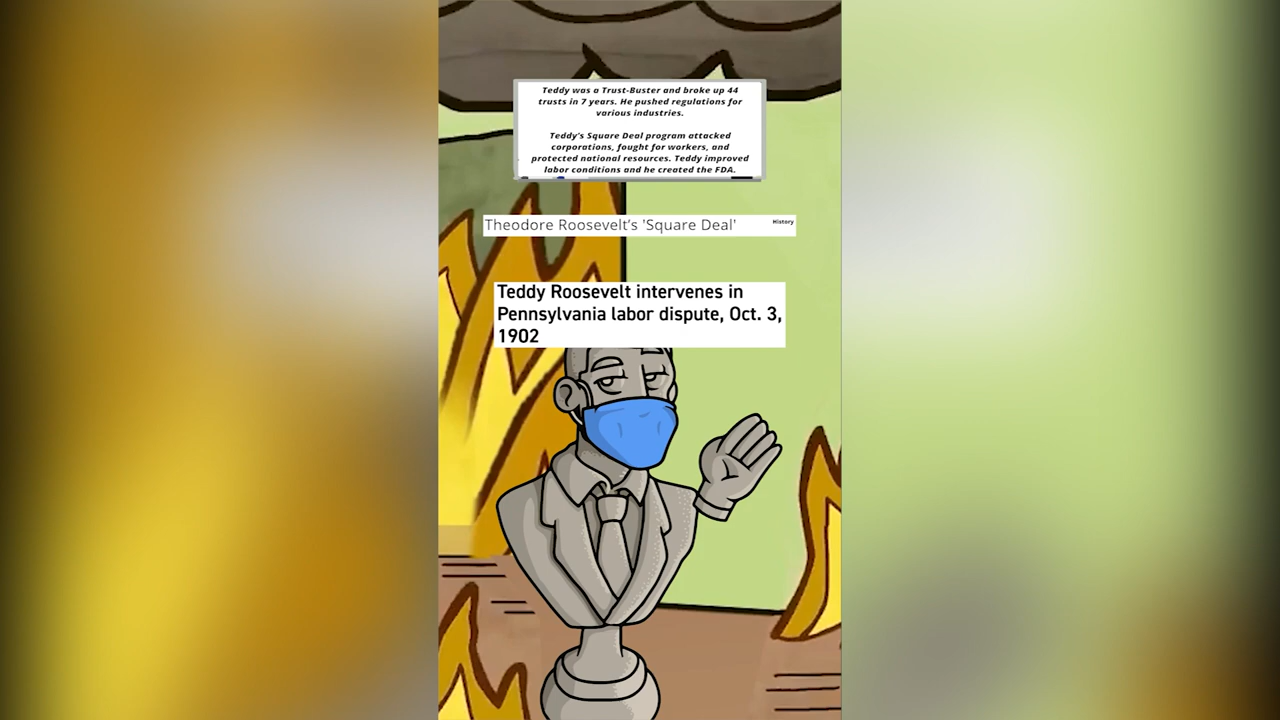 Teddy was a Trust-Buster and broke up 44
trusts in 7 years. He pushed regulations for
various industries.
Teddy's Square Deal program attacked
corporations, fought for workers, and
protected national resources. Teddy improved
labor conditions and he created the FDA.
Theodore Roosevelt's 'Square Deal' History
Teddy Roosevelt intervenes in
Pennsylvania labor dispute, Oct. 3,
1902